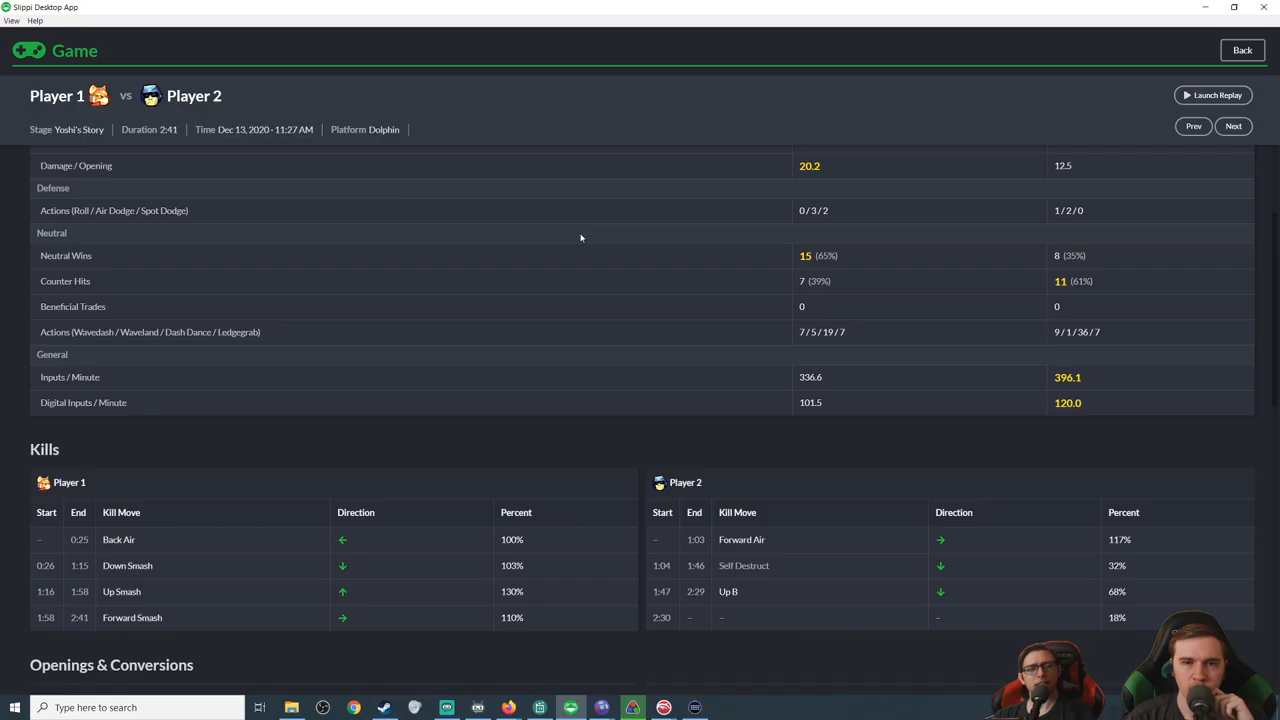 Slippi Desktop App
View Help
Game
Back
Player 1 vs Player 2
Launch Replay
Stage Yoshi's Story Duration 2:41 Time Dec 13, 2020 - 11:27 AM Platform Dolphin
Prev Next
Damage / Opening 20.2 12.5
Defense
Actions (Roll / Air Dodge / Spot Dodge) 0 / 3 / 2 1 / 2 / 0
Neutral
Neutral Wins 15 (65%) 8 (35%)
Counter Hits 7 (39%) 11 (61%)
Beneficial Trades 0 0
Actions (Wavedash / Waveland / Dash Dance / Ledgegrab) 7 / 5 / 19 / 7 9 / 1 / 36 / 7
General
Inputs / Minute 336.6 396.1
Digital Inputs / Minute 101.5 120.0
Kills
Player 1
Start End Kill Move Direction Percent
– 0:25 Back Air ← 100%
0:26 1:15 Down Smash ↓ 103%
1:16 1:58 Up Smash ↑ 130%
1:58 2:41 Forward Smash → 110%
Player 2
Start End Kill Move Direction Percent
– 1:03 Forward Air → 117%
1:04 1:46 Self Destruct ↓ 32%
1:47 2:29 Up B ↓ 68%
2:30 – – – 18%
Openings & Conversions
Type here to search